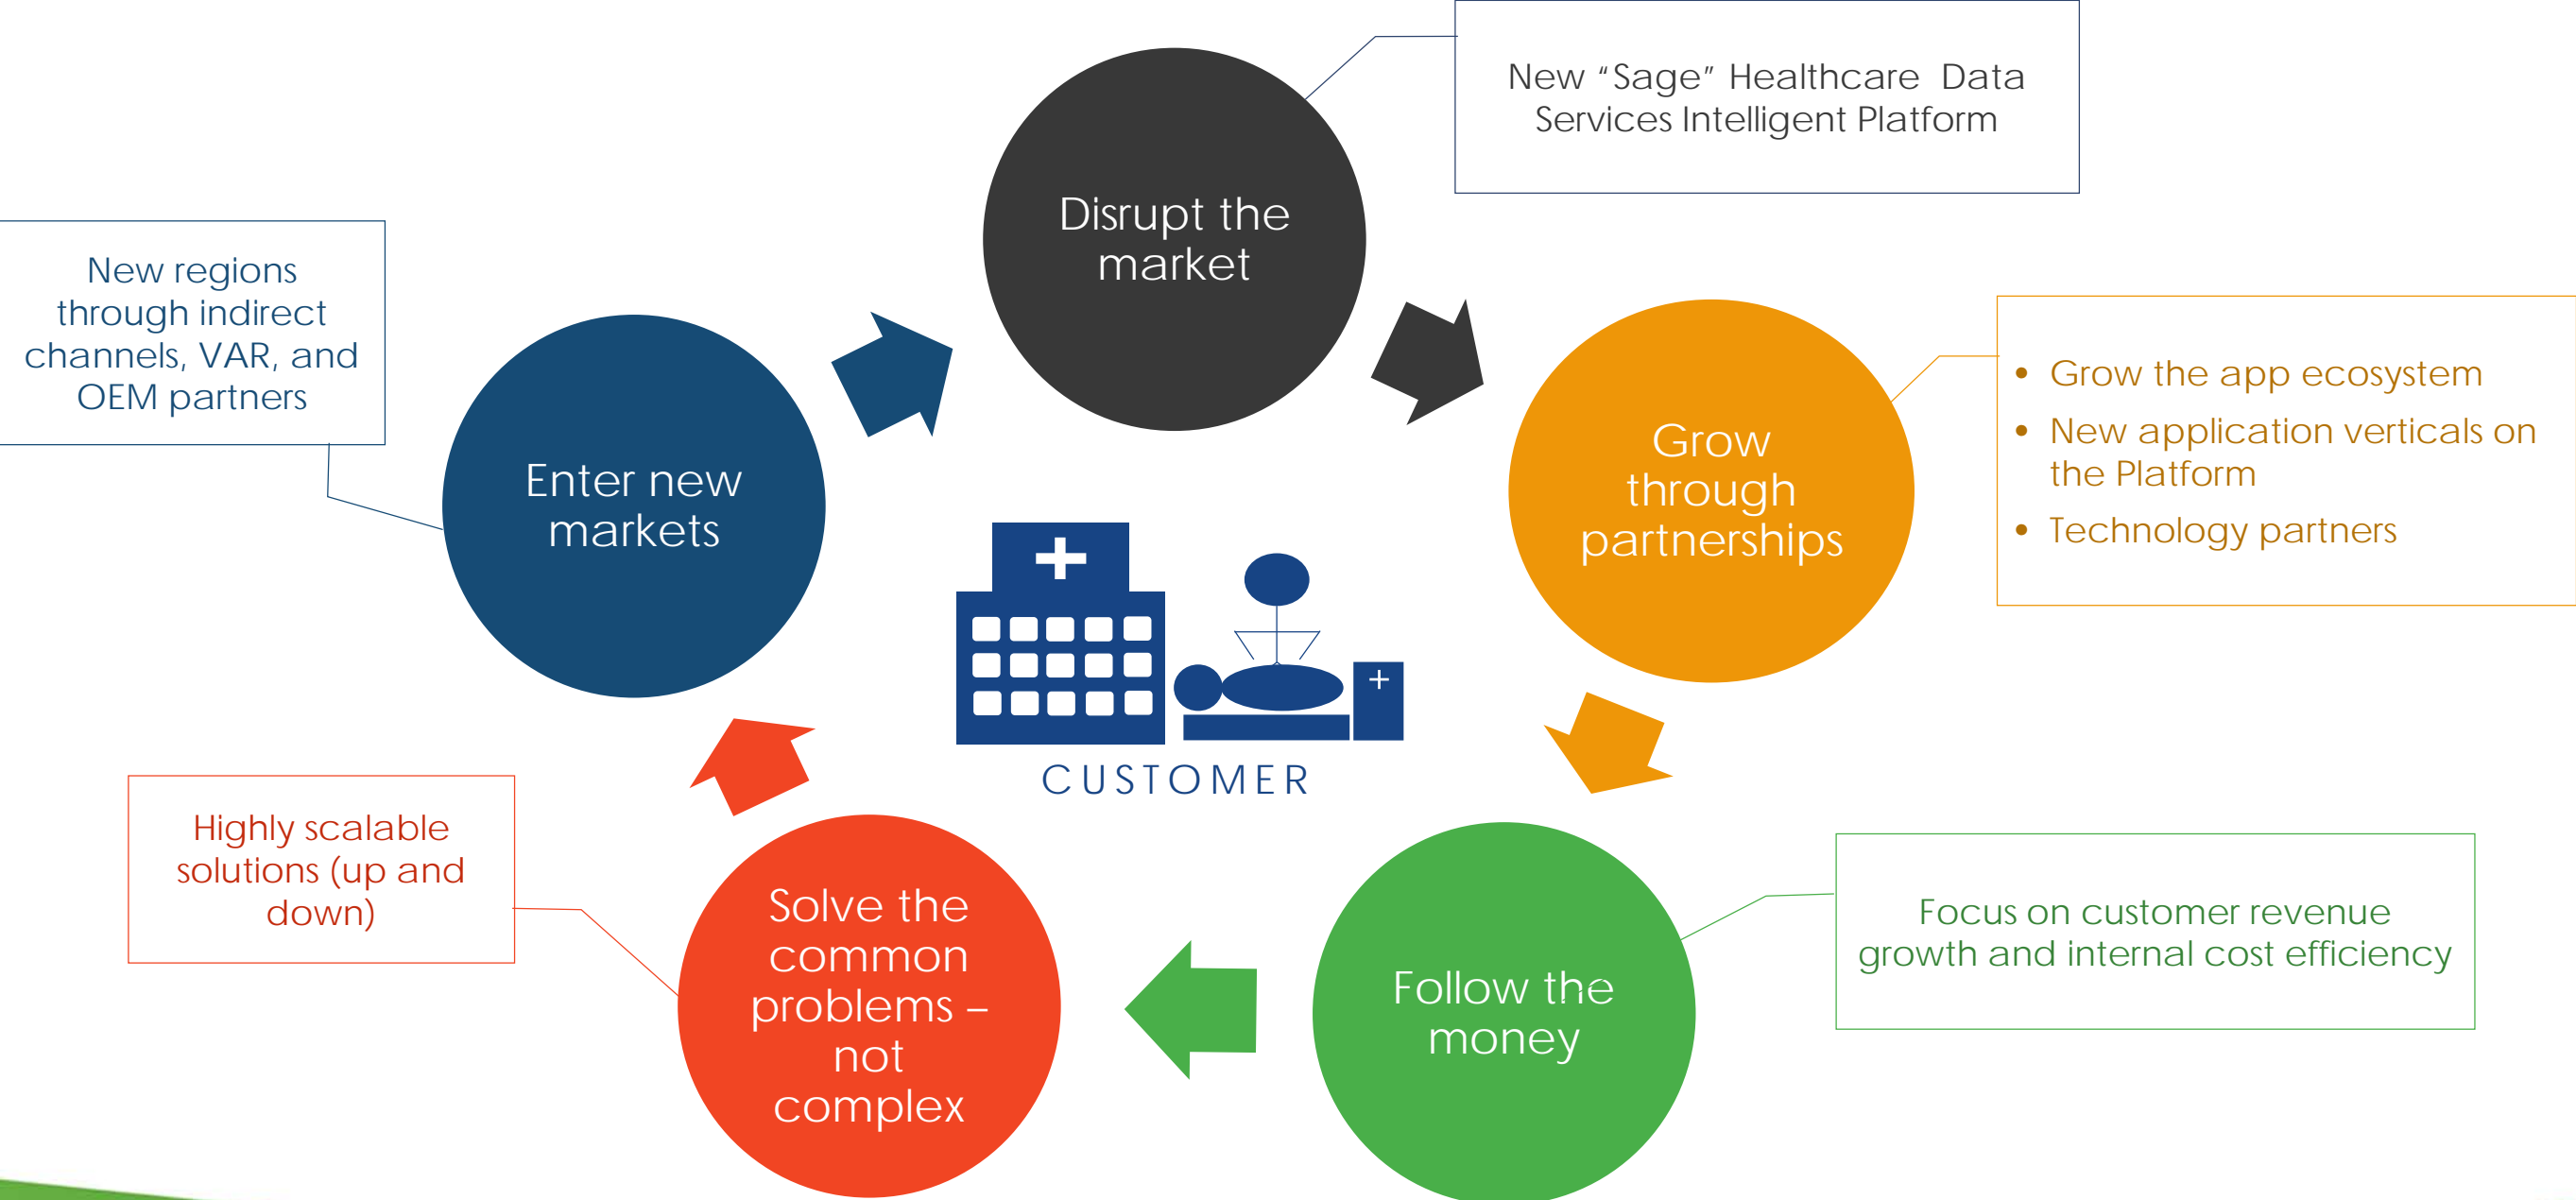 New “Sage” Healthcare Data
Services Intelligent Platform
Disrupt the
market
New regions
through indirect
channels, VAR, and
OEM partners
Enter new
markets
Grow
through
partnerships
• Grow the app ecosystem
• New application verticals on
the Platform
• Technology partners
CUSTOMER
Highly scalable
solutions (up and
down)
Solve the
common
problems –
not
complex
Follow the
money
Focus on customer revenue
growth and internal cost efficiency